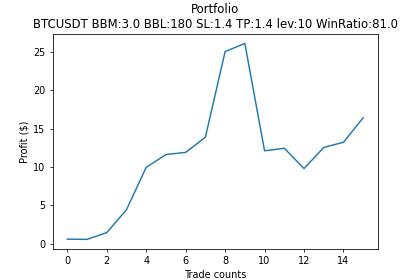 Portfolio
BTCUSDT BBM:3.0 BBL:180 SL:1.4 TP:1.4 lev:10 WinRatio:81.0
25
20
15
10
5
0
Profit ($)
0 2 4 6 8 10 12 14
Trade counts